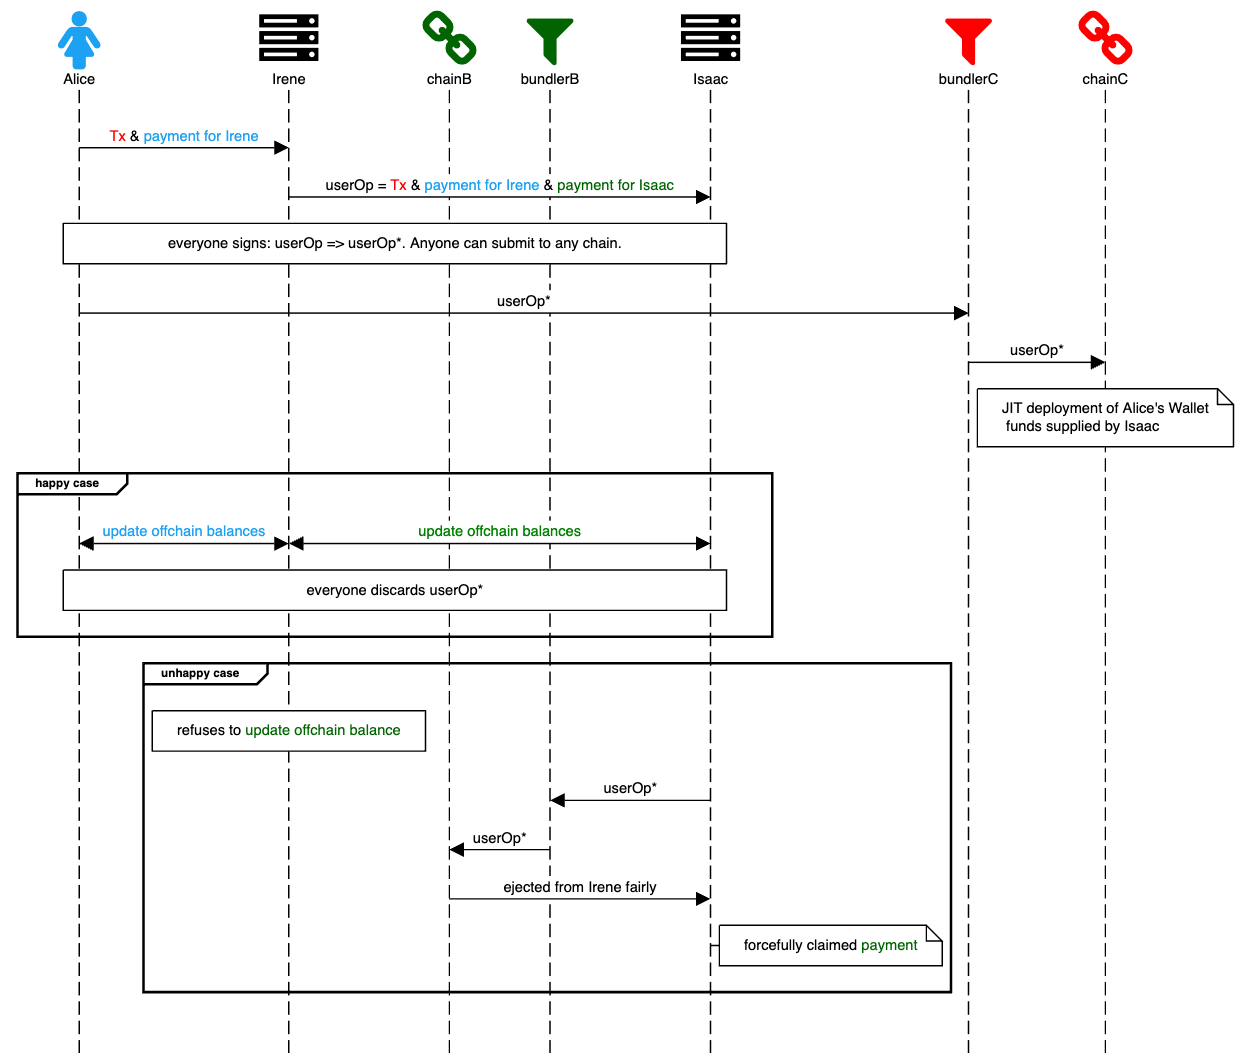 Alice
Irene
chainB
bundlerB
Isaac
bundlerC
chainC
Tx & payment for Irene
userOp = Tx & payment for Irene & payment for Isaac
everyone signs: userOp => userOp*. Anyone can submit to any chain.
userOp*
userOp*
JIT deployment of Alice's Wallet
funds supplied by Isaac
happy case
update offchain balances
update offchain balances
everyone discards userOp*
unhappy case
refuses to update offchain balance
userOp*
userOp*
ejected from Irene fairly
forcefully claimed payment